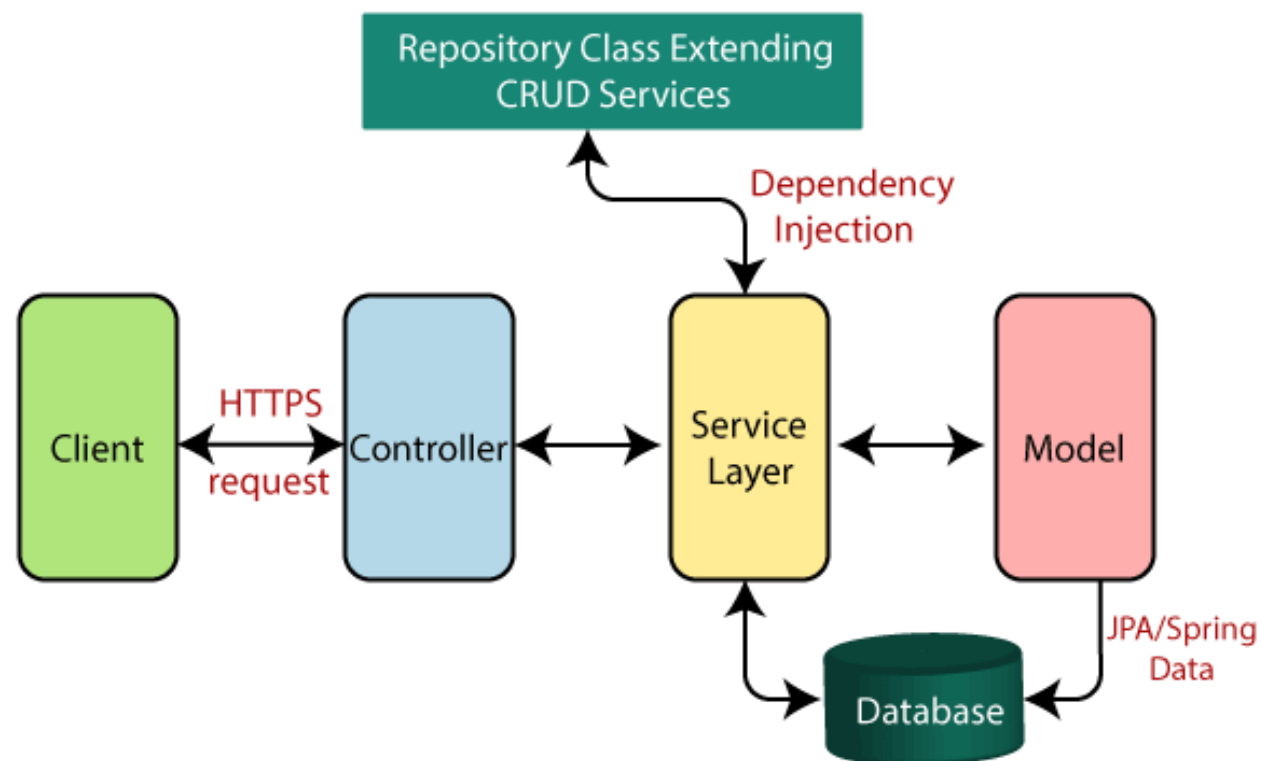 Repository Class Extending
CRUD Services
Dependency
Injection
HTTPS
request
Client
Controller
Service
Layer
Model
JPA/Spring
Data
Database